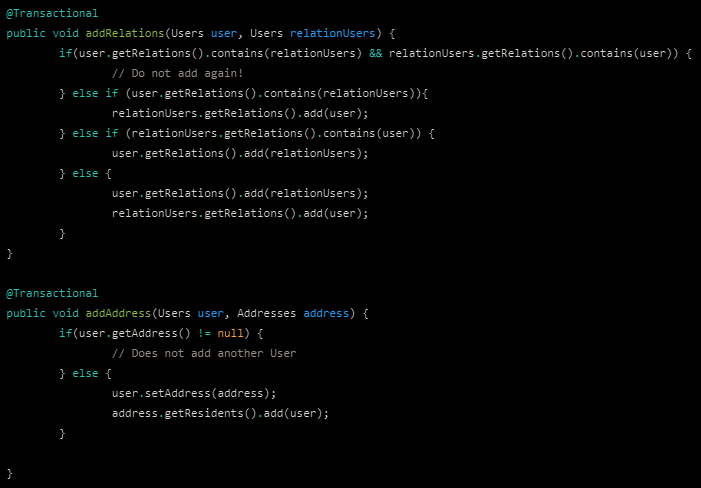 @Transactional
public void addRelations(Users user, Users relationUsers) {
        if(user.getRelations().contains(relationUsers) && relationUsers.getRelations().contains(user)) {
                // Do not add again!
        } else if (user.getRelations().contains(relationUsers)){
                relationUsers.getRelations().add(user);
        } else if (relationUsers.getRelations().contains(user)) {
                user.getRelations().add(relationUsers);
        } else {
                user.getRelations().add(relationUsers);
                relationUsers.getRelations().add(user);
        }
}

@Transactional
public void addAddress(Users user, Addresses address) {
        if(user.getAddress() != null) {
                // Does not add another User
        } else {
                user.setAddress(address);
                address.getResidents().add(user);
        }

}